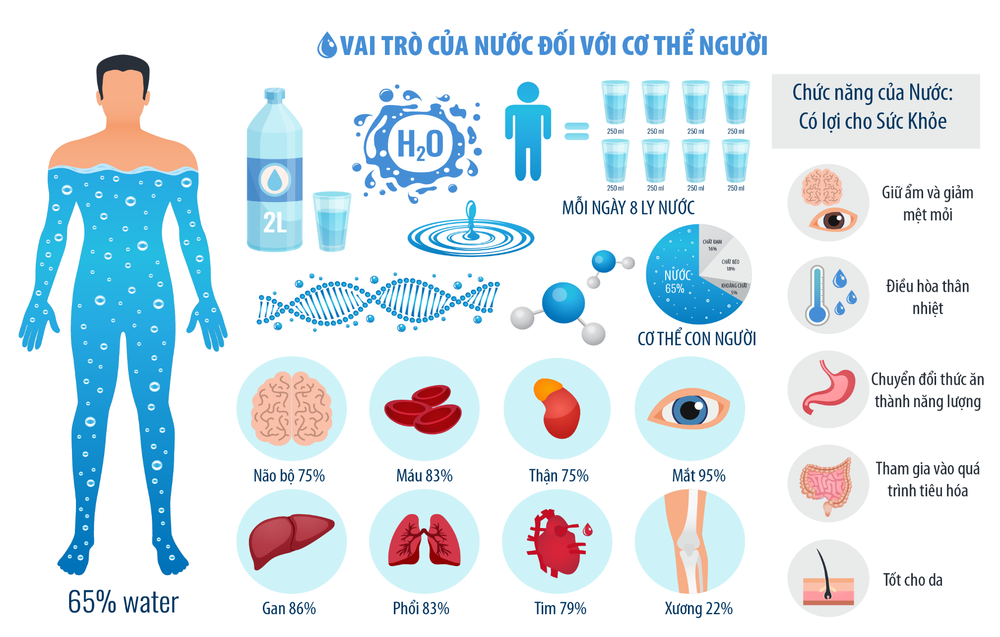 VAI TRÒ CỦA NƯỚC ĐỐI VỚI CƠ THỂ NGƯỜI
65% water
2L
H₂O
250 ml 250 ml 250 ml 250 ml
250 ml 250 ml 250 ml 250 ml
MỖI NGÀY 8 LY NƯỚC
CHẤT ĐẠM
16%
CHẤT BÉO
18%
KHOÁNG CHẤT
5%
NƯỚC
65%
CƠ THỂ CON NGƯỜI
Não bộ 75%
Máu 83%
Thận 75%
Mắt 95%
Gan 86%
Phổi 83%
Tim 79%
Xương 22%
Chức năng của Nước:
Có lợi cho Sức Khỏe
Giữ ẩm và giảm
mệt mỏi
Điều hòa thân
nhiệt
Chuyển đổi thức ăn
thành năng lượng
Tham gia vào quá
trình tiêu hóa
Tốt cho da